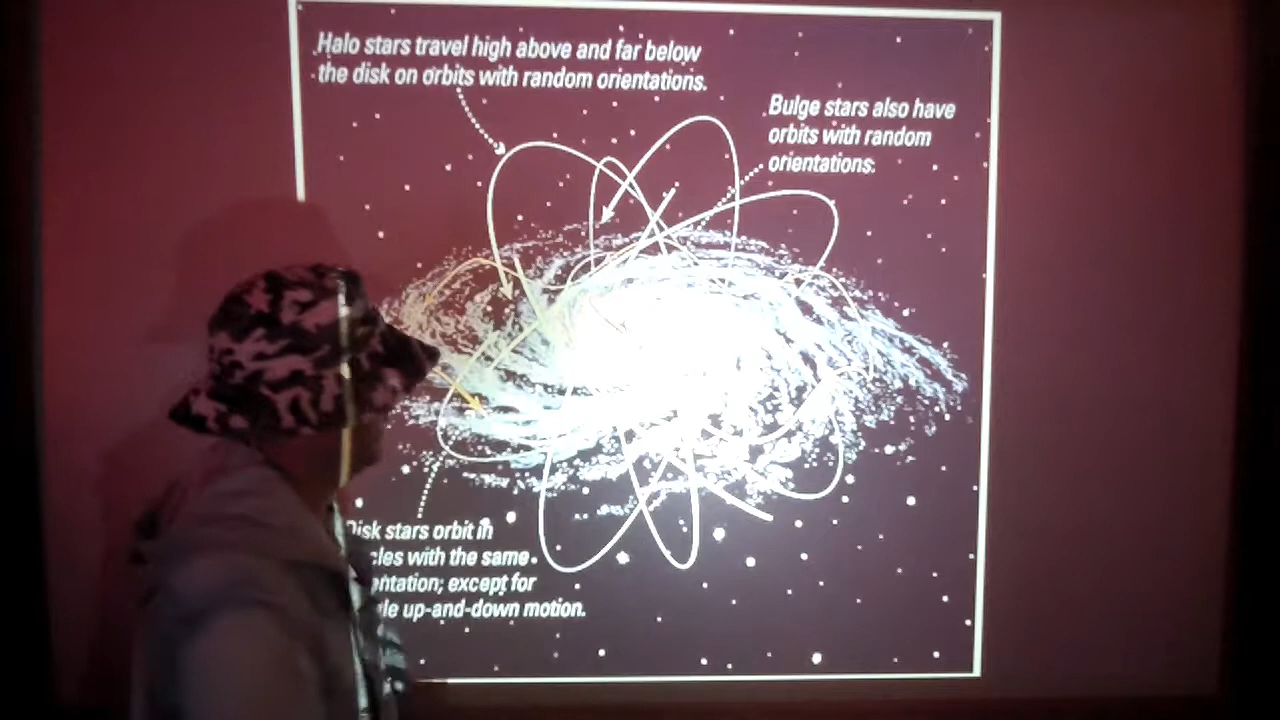 Halo stars travel high above and far below
the disk on orbits with random orientations.
Bulge stars also have
orbits with random
orientations.
Disk stars orbit in
cles with the same
entation; except for
le up-and-down motion.